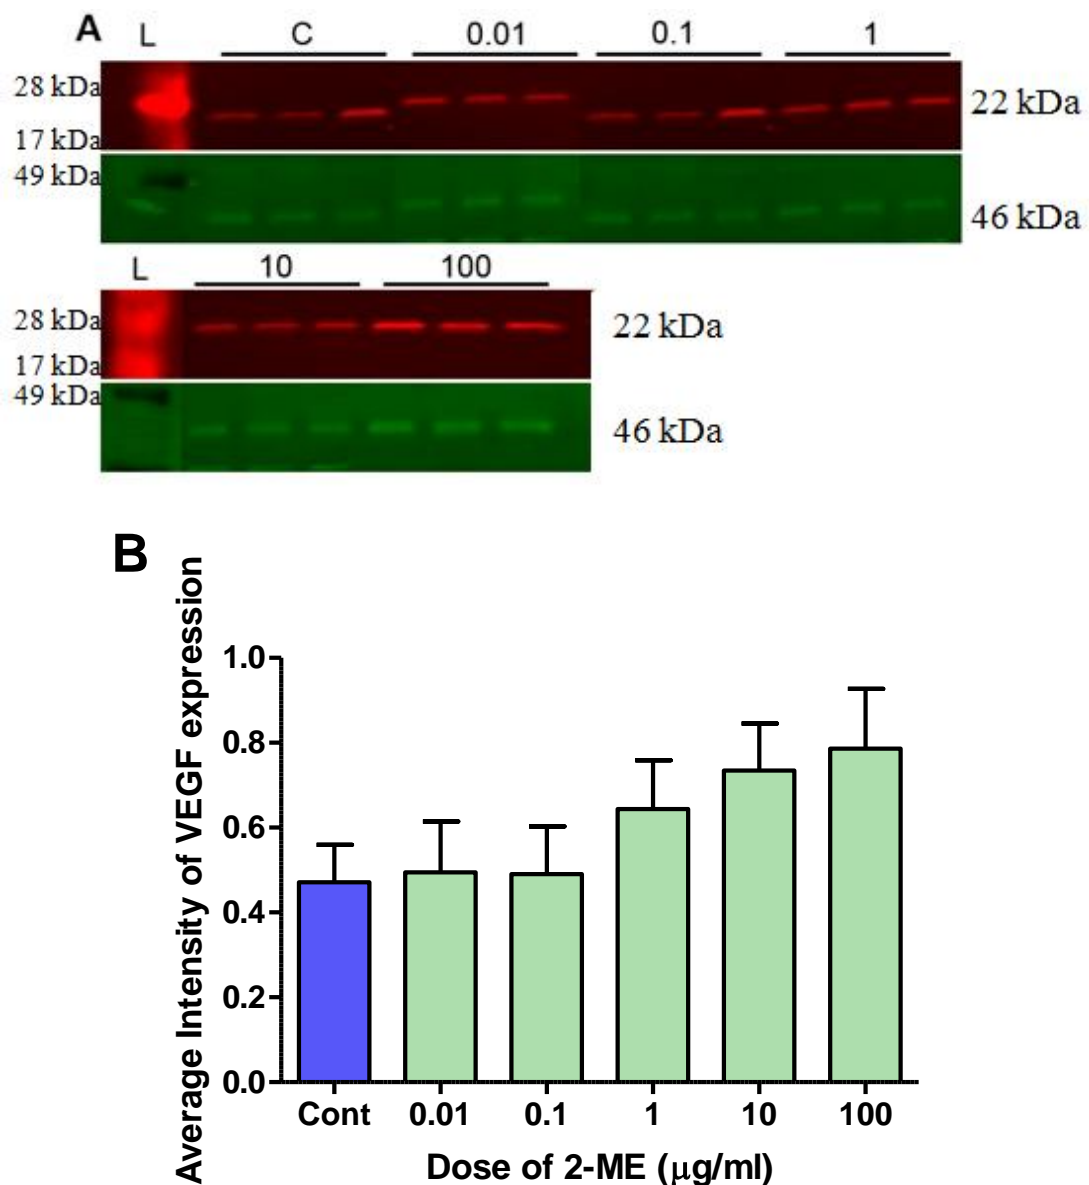 A L C 0.01 0.1 1
28 kDa 22 kDa
17 kDa
49 kDa
46 kDa
L 10 100
28 kDa 22 kDa
17 kDa
49 kDa
46 kDa
B
Average Intensity of VEGF expression
1.0
0.8
0.6
0.4
0.2
0.0
Cont 0.01 0.1 1 10 100
Dose of 2-ME (μg/ml)